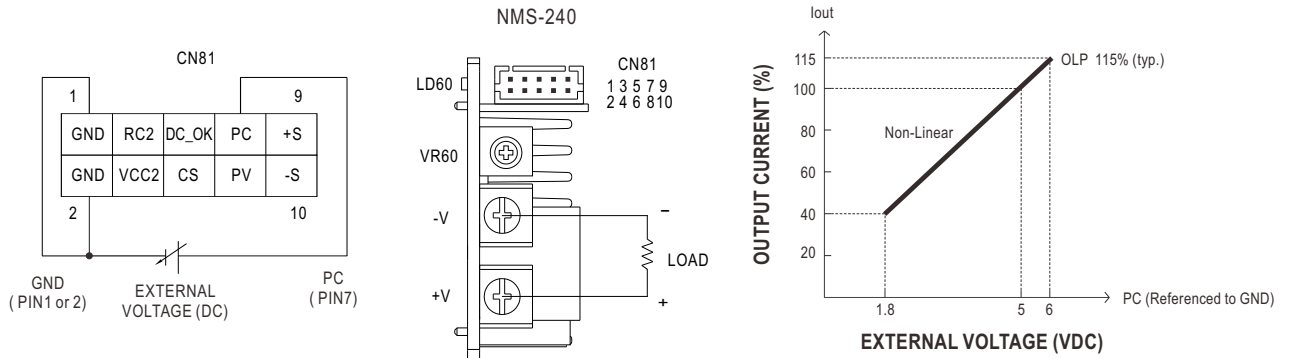 NMS-240
CN81
1
9
GND RC2 DC_OK PC +S
GND VCC2 CS PV -S
2
10
GND
( PIN1 or 2)
EXTERNAL
VOLTAGE (DC)
PC
( PIN7)
LD60
CN81
1 3 5 7 9
2 4 6 8 10
VR60
-V
+V
−
LOAD
+
Iout
OUTPUT CURRENT (%)
115
100
80
60
40
20
OLP 115% (typ.)
Non-Linear
1.8
5
6
PC (Referenced to GND)
EXTERNAL VOLTAGE (VDC)